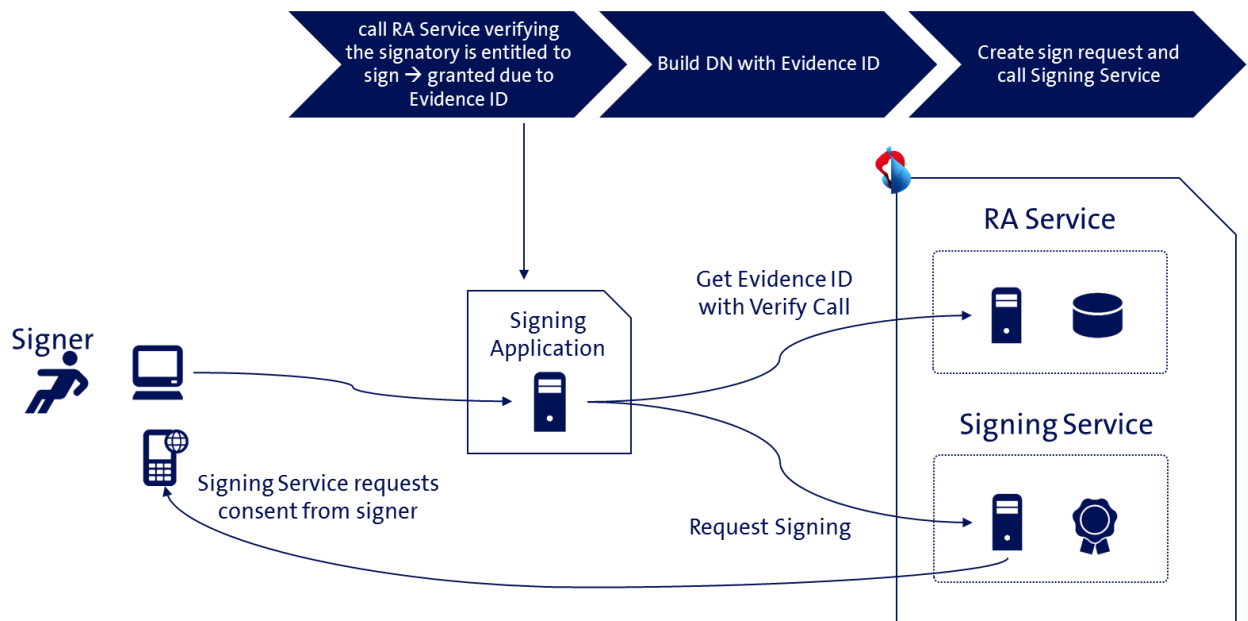 call RA Service verifying
the signatory is entitled to
sign → granted due to
Evidence ID
Build DN with Evidence ID
Create sign request and
call Signing Service
RA Service
Get Evidence ID
with Verify Call
Signing
Application
Signer
Signing Service
Signing Service requests
consent from signer
Request Signing